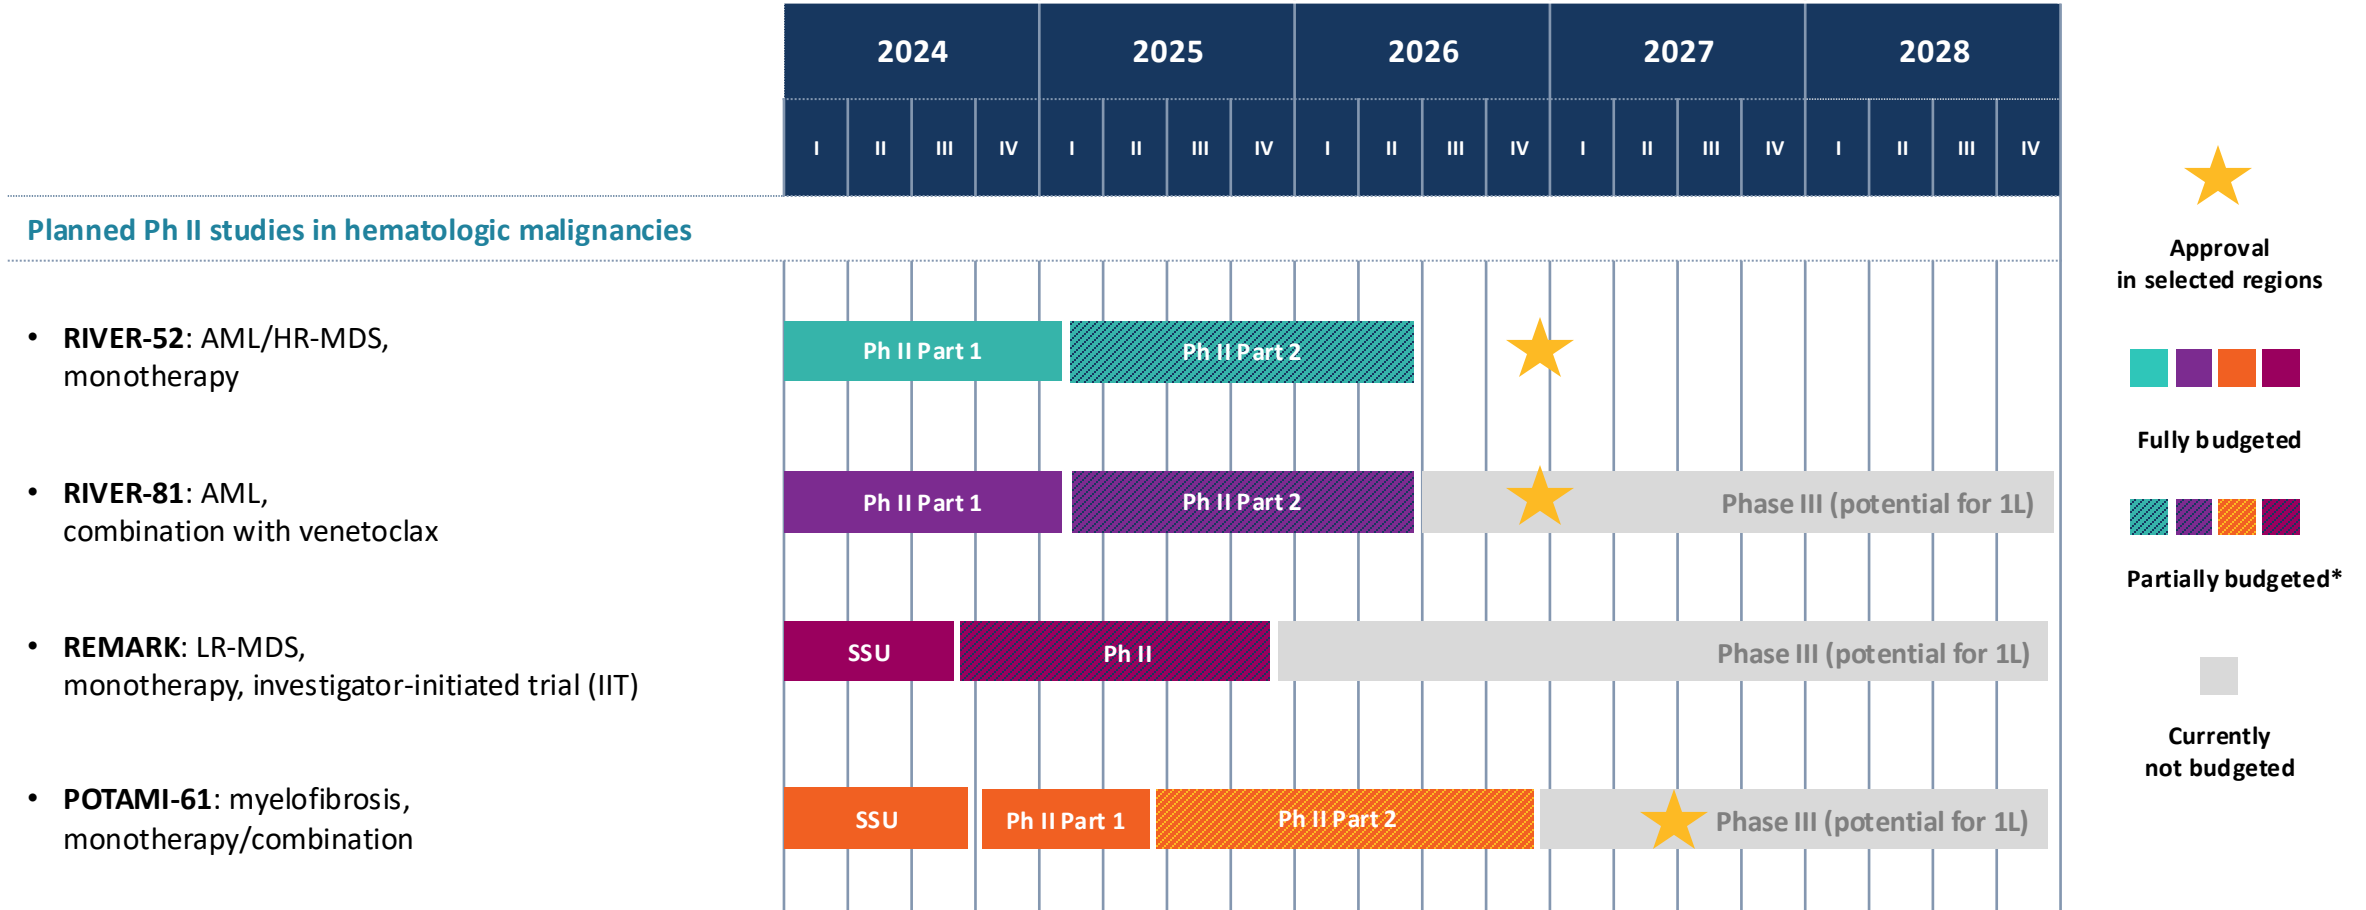 2024 2025 2026 2027 2028
I II III IV I II III IV I II III IV I II III IV I II III IV
Planned Ph II studies in hematologic malignancies
Approval
in selected regions
• RIVER-52: AML/HR-MDS,
monotherapy
Ph II Part 1 Ph II Part 2
Fully budgeted
• RIVER-81: AML,
combination with venetoclax
Ph II Part 1 Ph II Part 2 Phase III (potential for 1L)
Partially budgeted*
• REMARK: LR-MDS,
monotherapy, investigator-initiated trial (IIT)
SSU Ph II Phase III (potential for 1L)
Currently
not budgeted
• POTAMI-61: myelofibrosis,
monotherapy/combination
SSU Ph II Part 1 Ph II Part 2 Phase III (potential for 1L)